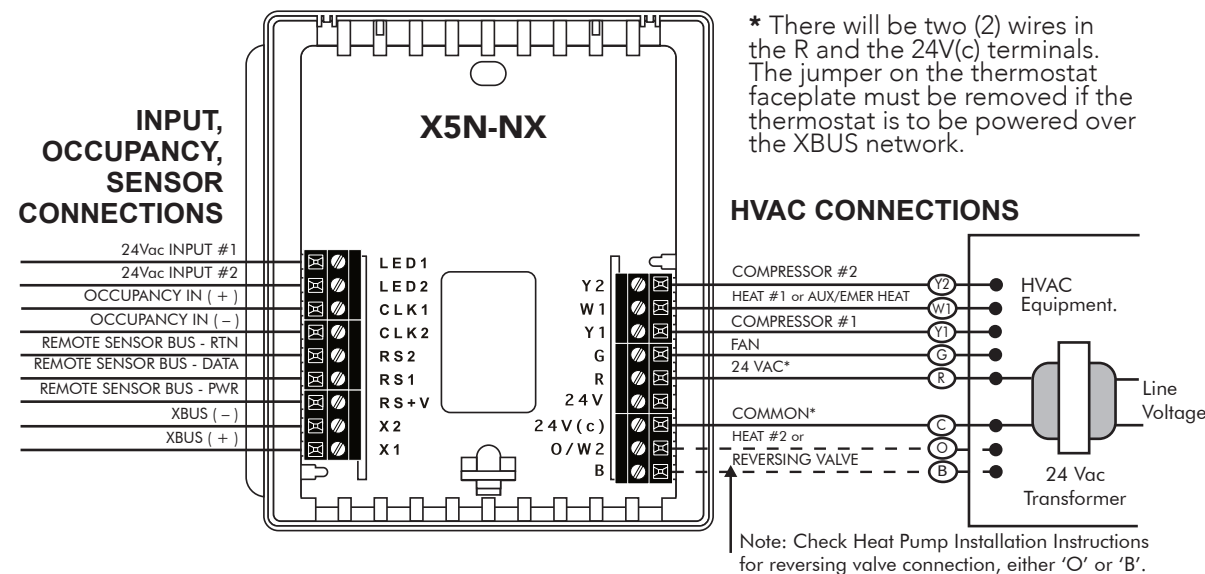 * There will be two (2) wires in
the R and the 24V(c) terminals.
The jumper on the thermostat
faceplate must be removed if the
thermostat is to be powered over
the XBUS network.
X5N-NX
INPUT,
OCCUPANCY,
SENSOR
CONNECTIONS
24Vac INPUT #1
24Vac INPUT #2
OCCUPANCY IN ( + )
OCCUPANCY IN ( – )
REMOTE SENSOR BUS - RTN
REMOTE SENSOR BUS - DATA
REMOTE SENSOR BUS - PWR
XBUS ( – )
XBUS ( + )
LED1
LED2
CLK1
CLK2
RS2
RS1
RS+V
X2
X1
Y2
W1
Y1
G
R
24V
24V(c)
O/W2
B
HVAC CONNECTIONS
COMPRESSOR #2
HEAT #1 or AUX/EMER HEAT
COMPRESSOR #1
FAN
24 VAC*
COMMON*
HEAT #2 or
REVERSING VALVE
Y2
W1
Y1
G
R
C
O
B
HVAC
Equipment.
Line
Voltage
24 Vac
Transformer
Note: Check Heat Pump Installation Instructions
for reversing valve connection, either ‘O’ or ‘B’.